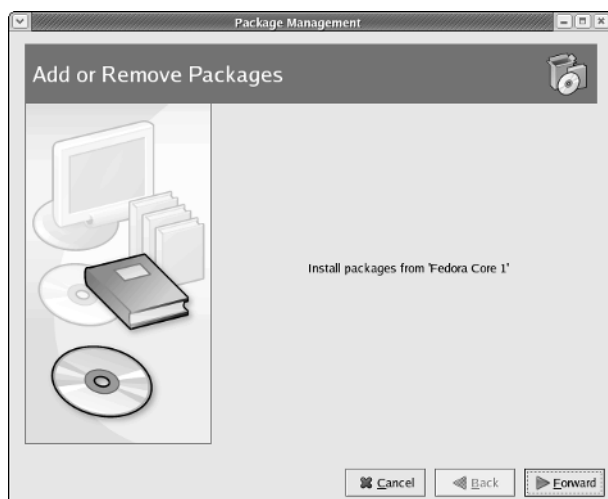 Package Management
Add or Remove Packages
Install packages from 'Fedora Core 1'
Cancel
Back
Forward